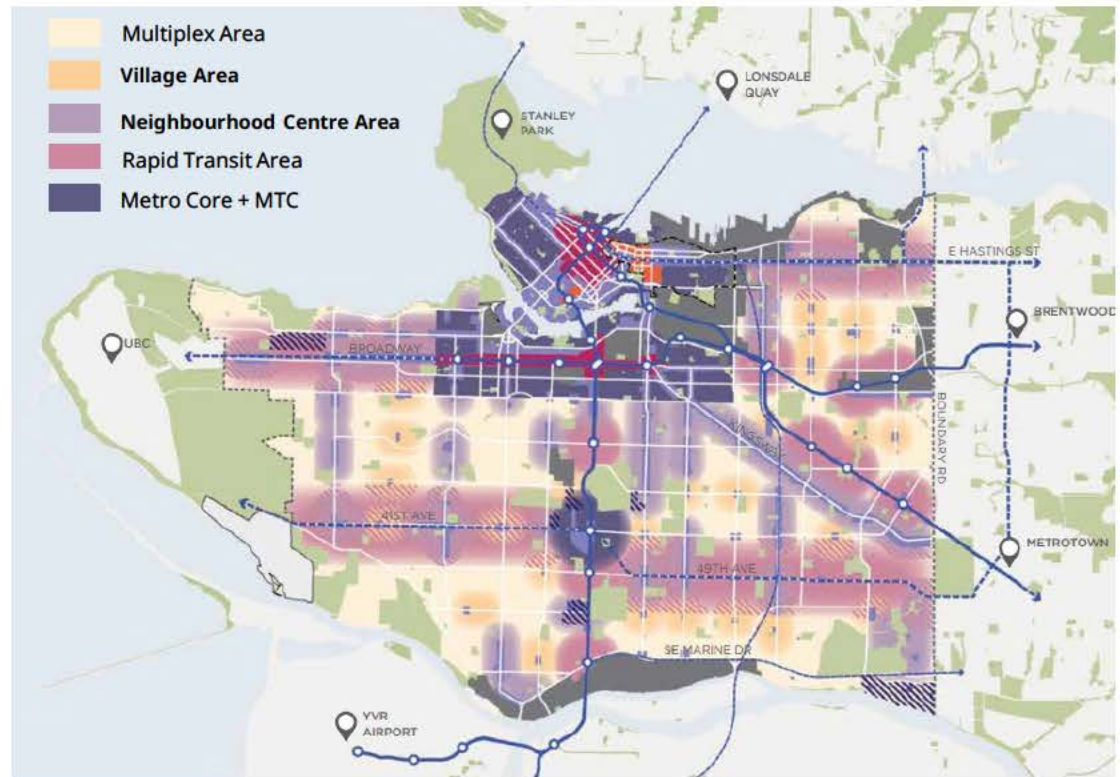 Multiplex Area
Village Area
Neighbourhood Centre Area
Rapid Transit Area
Metro Core + MTC
LONSDALE
QUAY
STANLEY
PARK
E HASTINGS ST
BRENTWOOD
UBC
BROADWAY
KINGSWAY
BOUNDARY RD
41ST AVE
METROTOWN
49TH AVE
SE MARINE DR
YVR
AIRPORT